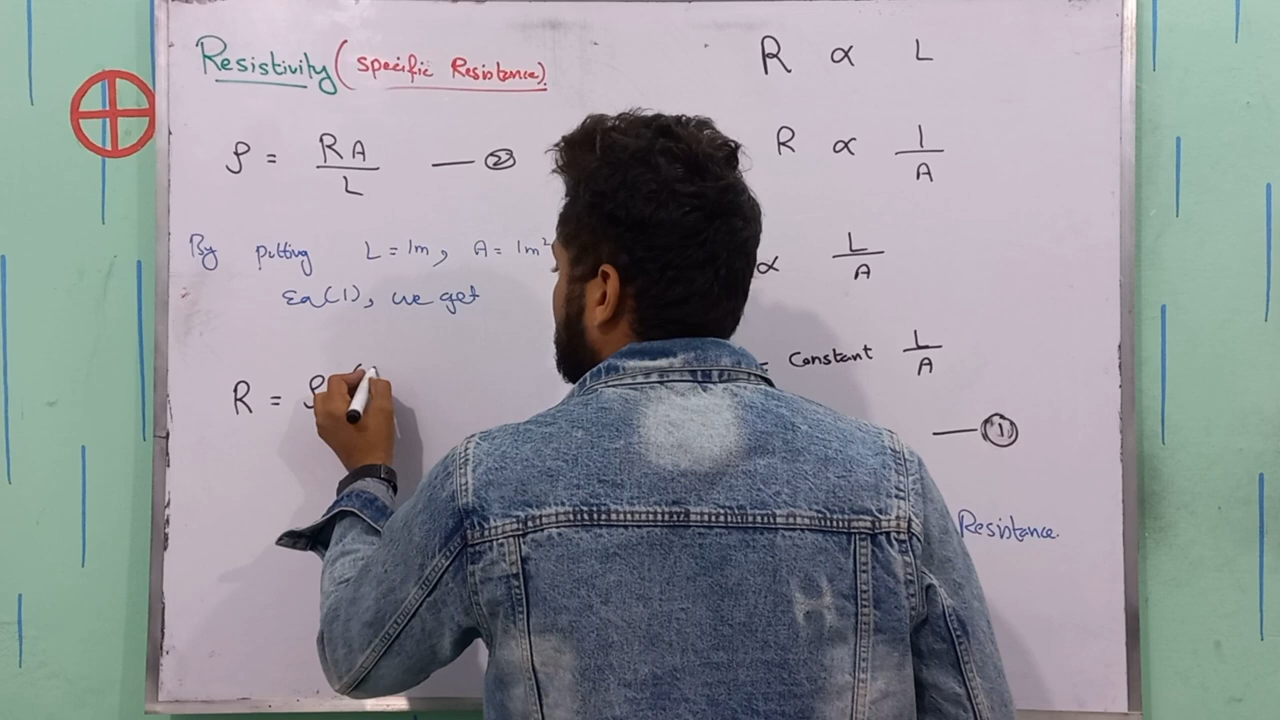 Resistivity (specific Resistance).
ρ = RA/L — ②
By putting L = 1m, A = 1m²
Eq(1), we get
R = ρ (
R ∝ L
R ∝ 1/A
∝ L/A
= Constant L/A
— ①
Resistance.